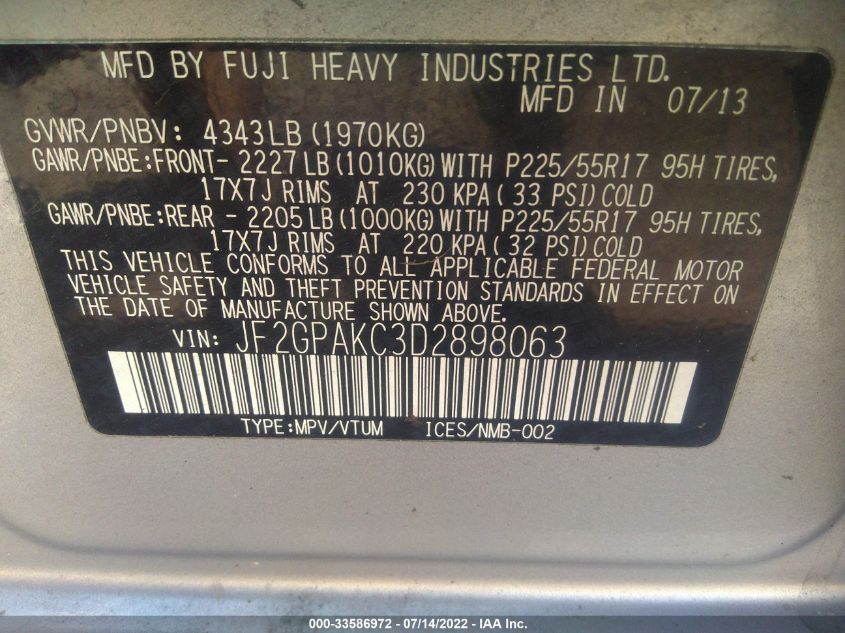 MFD BY FUJI HEAVY INDUSTRIES LTD.
MFD IN 07/13
GVWR/PNBV: 4343LB (1970KG)
GAWR/PNBE:FRONT- 2227LB (1010KG) WITH P225/55R17 95H TIRES,
17X7J RIMS AT 230 KPA ( 33 PSI) COLD
GAWR/PNBE:REAR - 2205LB (1000KG) WITH P225/55R17 95H TIRES,
17X7J RIMS AT 220 KPA ( 32 PSI) COLD
THIS VEHICLE CONFORMS TO ALL APPLICABLE FEDERAL MOTOR
VEHICLE SAFETY AND THEFT PREVENTION STANDARDS IN EFFECT ON
THE DATE OF MANUFACTURE SHOWN ABOVE.
VIN: JF2GPAKC3D2898063
TYPE:MPV/VTUM ICES/NMB-002
000-33586972 - 07/14/2022 - IAA Inc.